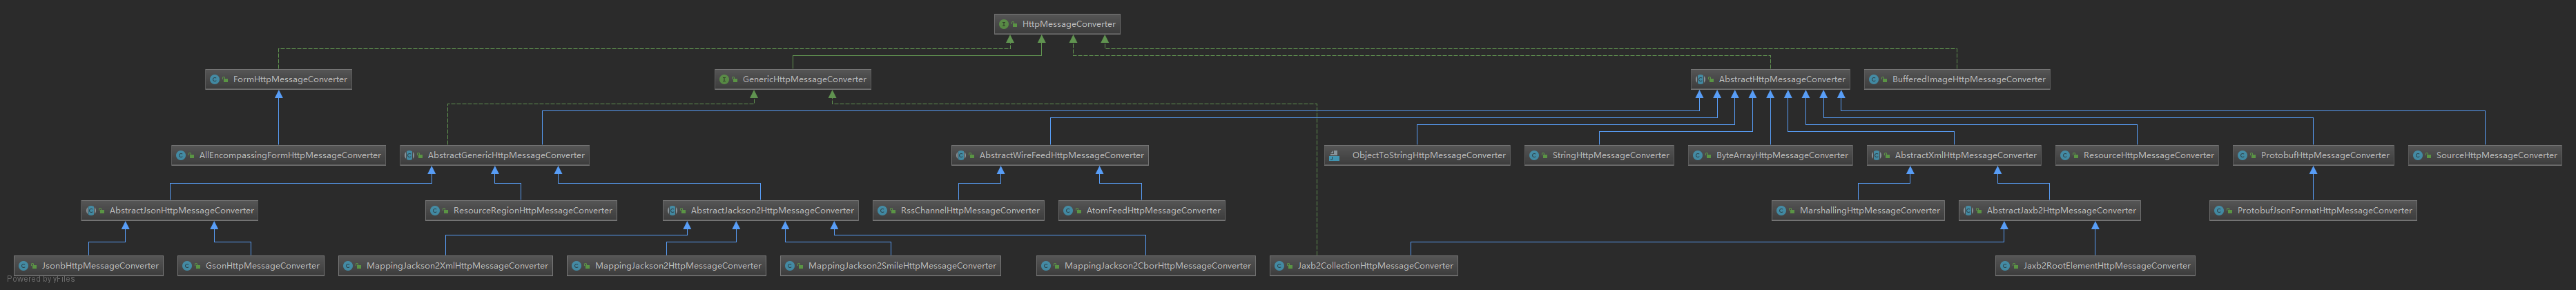 HttpMessageConverter
FormHttpMessageConverter
GenericHttpMessageConverter
AbstractHttpMessageConverter
BufferedImageHttpMessageConverter
AllEncompassingFormHttpMessageConverter
AbstractGenericHttpMessageConverter
AbstractWireFeedHttpMessageConverter
ObjectToStringHttpMessageConverter
StringHttpMessageConverter
ByteArrayHttpMessageConverter
AbstractXmlHttpMessageConverter
ResourceHttpMessageConverter
ProtobufHttpMessageConverter
SourceHttpMessageConverter
AbstractJsonHttpMessageConverter
ResourceRegionHttpMessageConverter
AbstractJackson2HttpMessageConverter
RssChannelHttpMessageConverter
AtomFeedHttpMessageConverter
MarshallingHttpMessageConverter
AbstractJaxb2HttpMessageConverter
ProtobufJsonFormatHttpMessageConverter
JsonbHttpMessageConverter
GsonHttpMessageConverter
MappingJackson2XmlHttpMessageConverter
MappingJackson2HttpMessageConverter
MappingJackson2SmileHttpMessageConverter
MappingJackson2CborHttpMessageConverter
Jaxb2CollectionHttpMessageConverter
Jaxb2RootElementHttpMessageConverter
Powered by yFiles